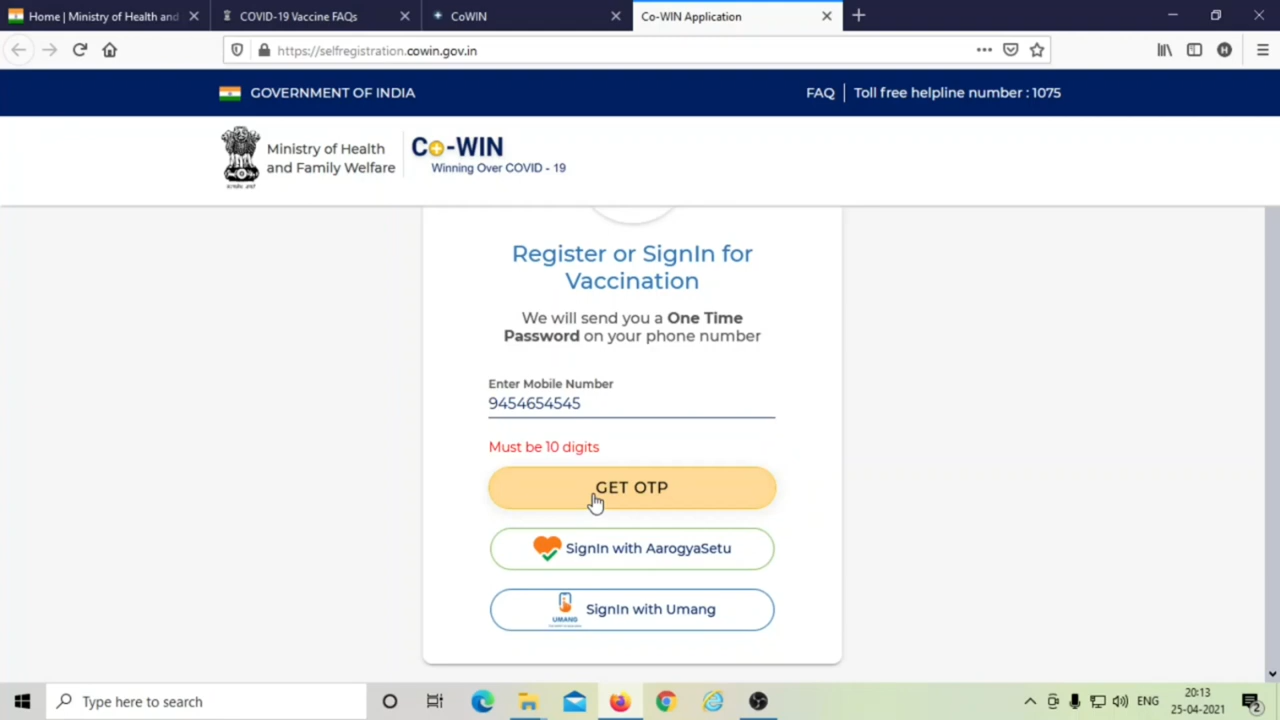 Home | Ministry of Health and
COVID-19 Vaccine FAQs
CoWIN
Co-WIN Application
https://selfregistration.cowin.gov.in
GOVERNMENT OF INDIA
FAQ
Toll free helpline number : 1075
Ministry of Health
and Family Welfare
Co-WIN
Winning Over COVID - 19
Register or SignIn for
Vaccination
We will send you a One Time
Password on your phone number
Enter Mobile Number
9454654545
Must be 10 digits
GET OTP
SignIn with AarogyaSetu
UMANG
SignIn with Umang
Type here to search
ENG
20:13
25-04-2021
2